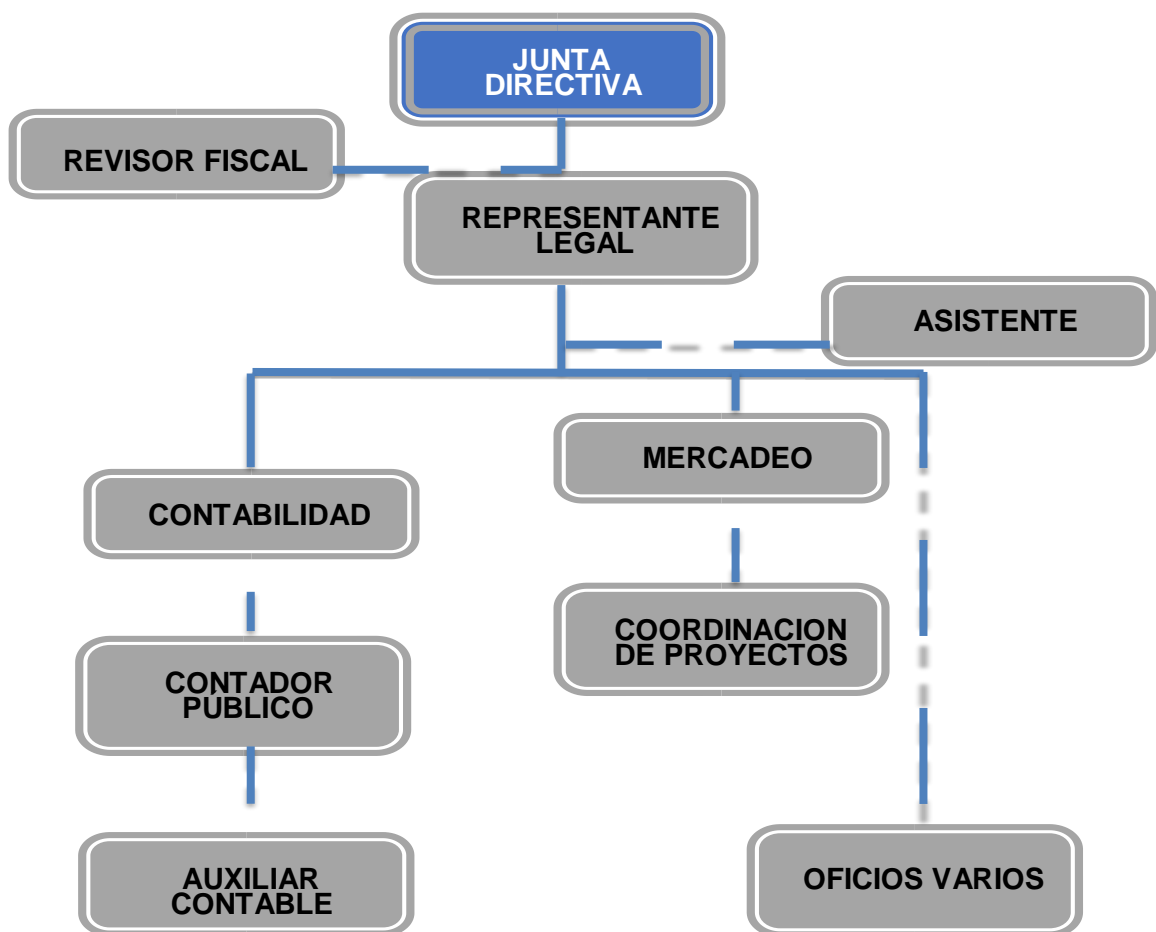 JUNTA
DIRECTIVA
REVISOR FISCAL
REPRESENTANTE
LEGAL
ASISTENTE
MERCADEO
CONTABILIDAD
COORDINACION
DE PROYECTOS
CONTADOR
PÚBLICO
AUXILIAR
CONTABLE
OFICIOS VARIOS